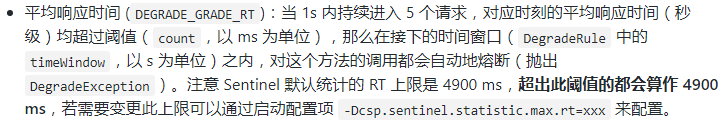 • 平均响应时间 ( DEGRADE_GRADE_RT )：当 1s 内持续进入 5 个请求，对应时刻的平均响应时间（秒
级）均超过阈值（ count ，以 ms 为单位），那么在接下的时间窗口（ DegradeRule 中的
timeWindow ，以 s 为单位）之内，对这个方法的调用都会自动地熔断（抛出
DegradeException ）。注意 Sentinel 默认统计的 RT 上限是 4900 ms，超出此阈值的都会算作 4900
ms，若需要变更此上限可以通过启动配置项 -Dcsp.sentinel.statistic.max.rt=xxx 来配置。